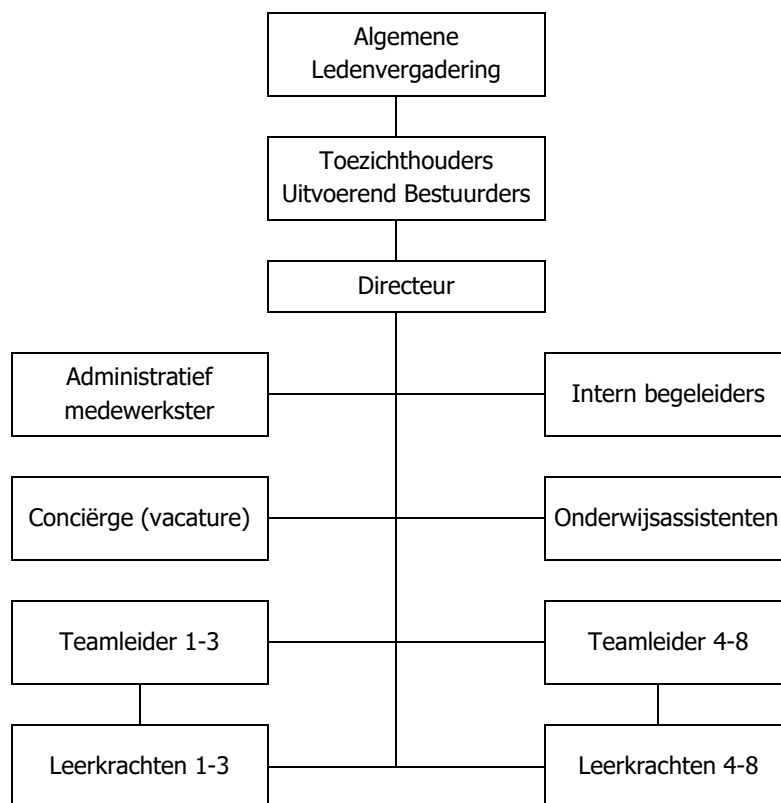 Algemene
Ledenvergadering
Toezichthouders
Uitvoerend Bestuurders
Directeur
Administratief
medewerkster
Intern begeleiders
Conciërge (vacature)
Onderwijsassistenten
Teamleider 1-3
Teamleider 4-8
Leerkrachten 1-3
Leerkrachten 4-8